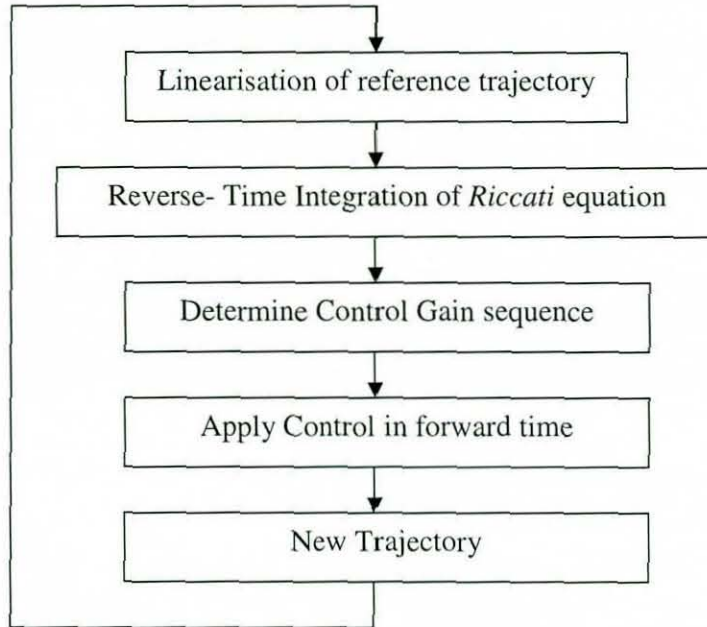 Linearisation of reference trajectory
Reverse- Time Integration of Riccati equation
Determine Control Gain sequence
Apply Control in forward time
New Trajectory